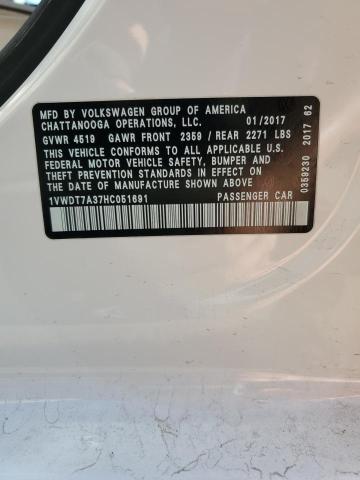 MFD BY VOLKSWAGEN GROUP OF AMERICA
CHATTANOOGA OPERATIONS, LLC. 01/2017
GVWR 4519 GAWR FRONT 2359 / REAR 2271 LBS
THIS VEHICLE CONFORMS TO ALL APPLICABLE U.S.
FEDERAL MOTOR VEHICLE SAFETY, BUMPER AND
THEFT PREVENTION STANDARDS IN EFFECT ON THE
DATE OF MANUFACTURE SHOWN ABOVE.
1VWDT7A37HC051691 PASSENGER CAR
0359230 2017 62